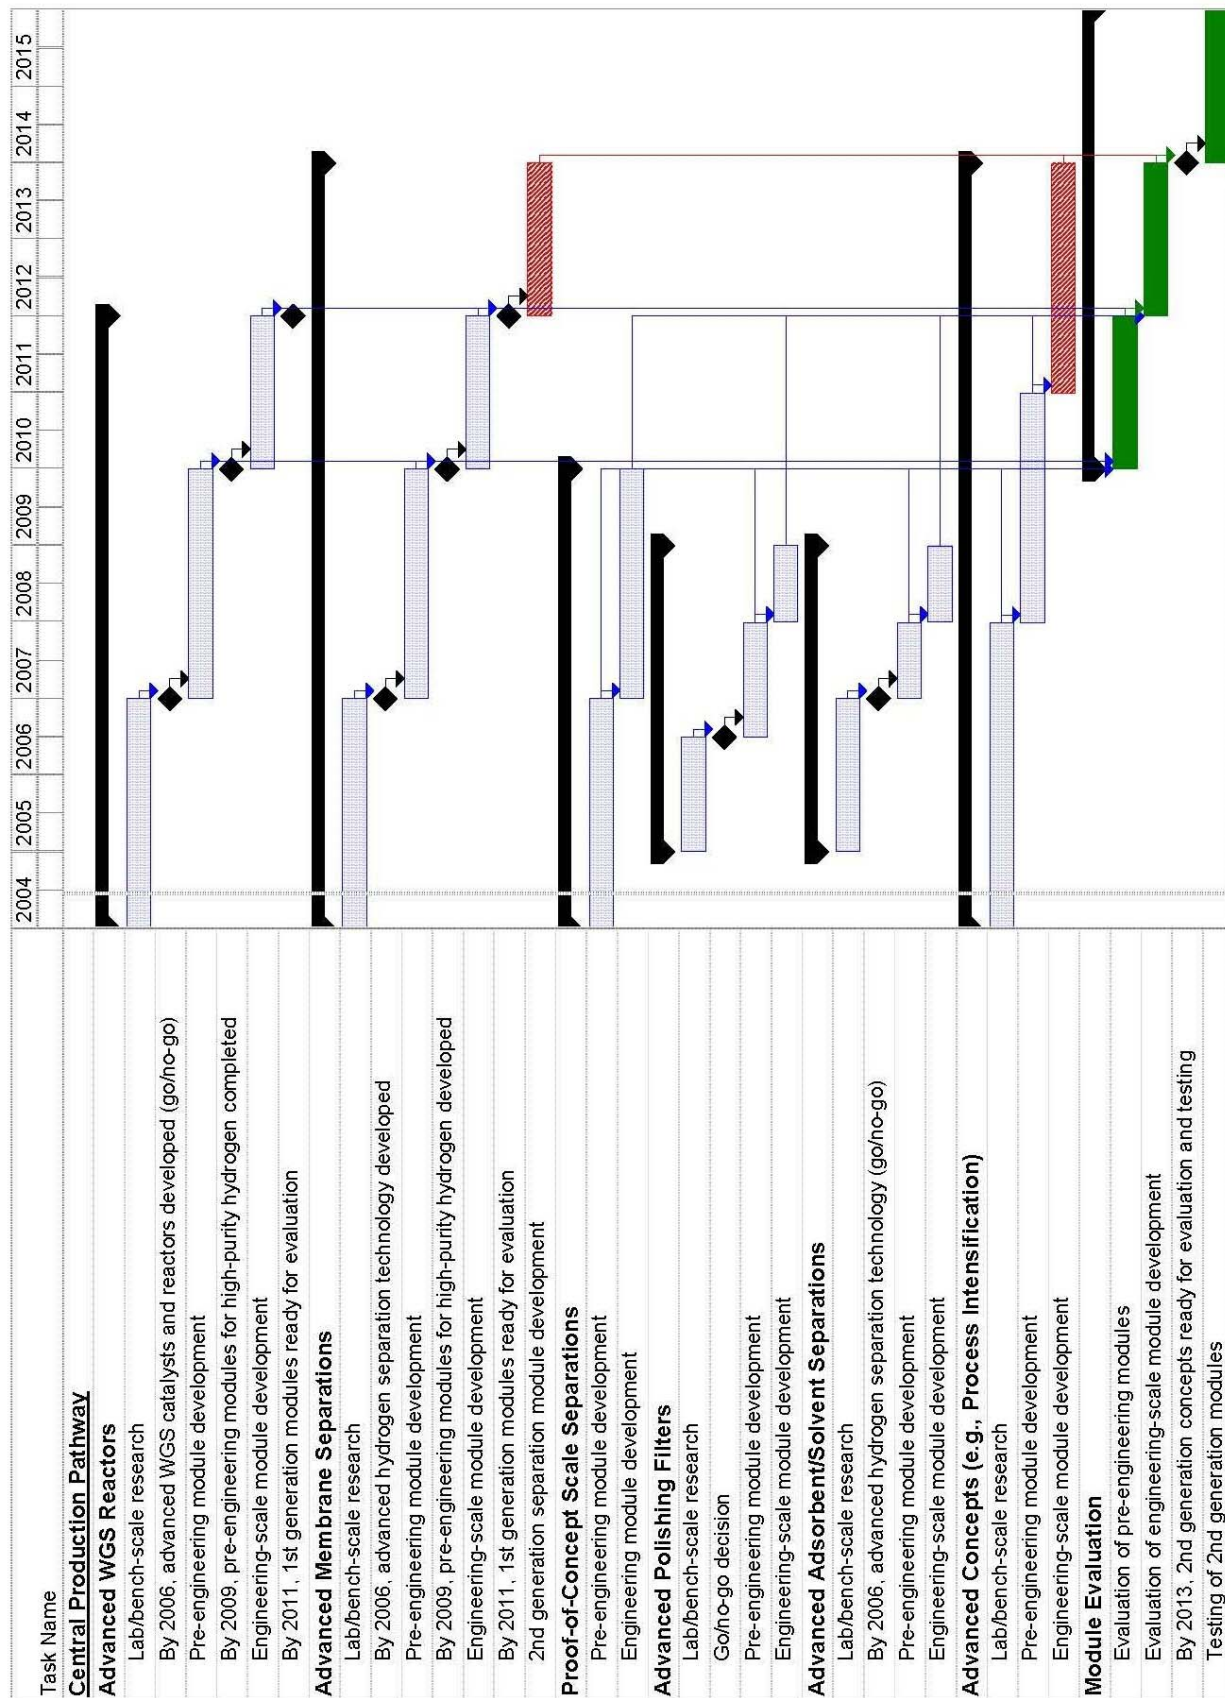 Task Name
2004 2005 2006 2007 2008 2009 2010 2011 2012 2013 2014 2015
Central Production Pathway
Advanced WGS Reactors
Lab/bench-scale research
By 2006, advanced WGS catalysts and reactors developed (go/no-go)
Pre-engineering module development
By 2009, pre-engineering modules for high-purity hydrogen completed
Engineering-scale module development
By 2011, 1st generation modules ready for evaluation
Advanced Membrane Separations
Lab/bench-scale research
By 2006, advanced hydrogen separation technology developed
Pre-engineering module development
By 2009, pre-engineering modules for high-purity hydrogen developed
Engineering-scale module development
By 2011, 1st generation modules ready for evaluation
2nd generation separation module development
Proof-of-Concept Scale Separations
Pre-engineering module development
Engineering module development
Advanced Polishing Filters
Lab/bench-scale research
Go/no-go decision
Pre-engineering module development
Engineering-scale module development
Advanced Adsorbent/Solvent Separations
Lab/bench-scale research
By 2006, advanced hydrogen separation technology (go/no-go)
Pre-engineering module development
Engineering-scale module development
Advanced Concepts (e.g., Process Intensification)
Lab/bench-scale research
Pre-engineering module development
Engineering-scale module development
Module Evaluation
Evaluation of pre-engineering modules
Evaluation of engineering-scale module development
By 2013, 2nd generation concepts ready for evaluation and testing
Testing of 2nd generation modules